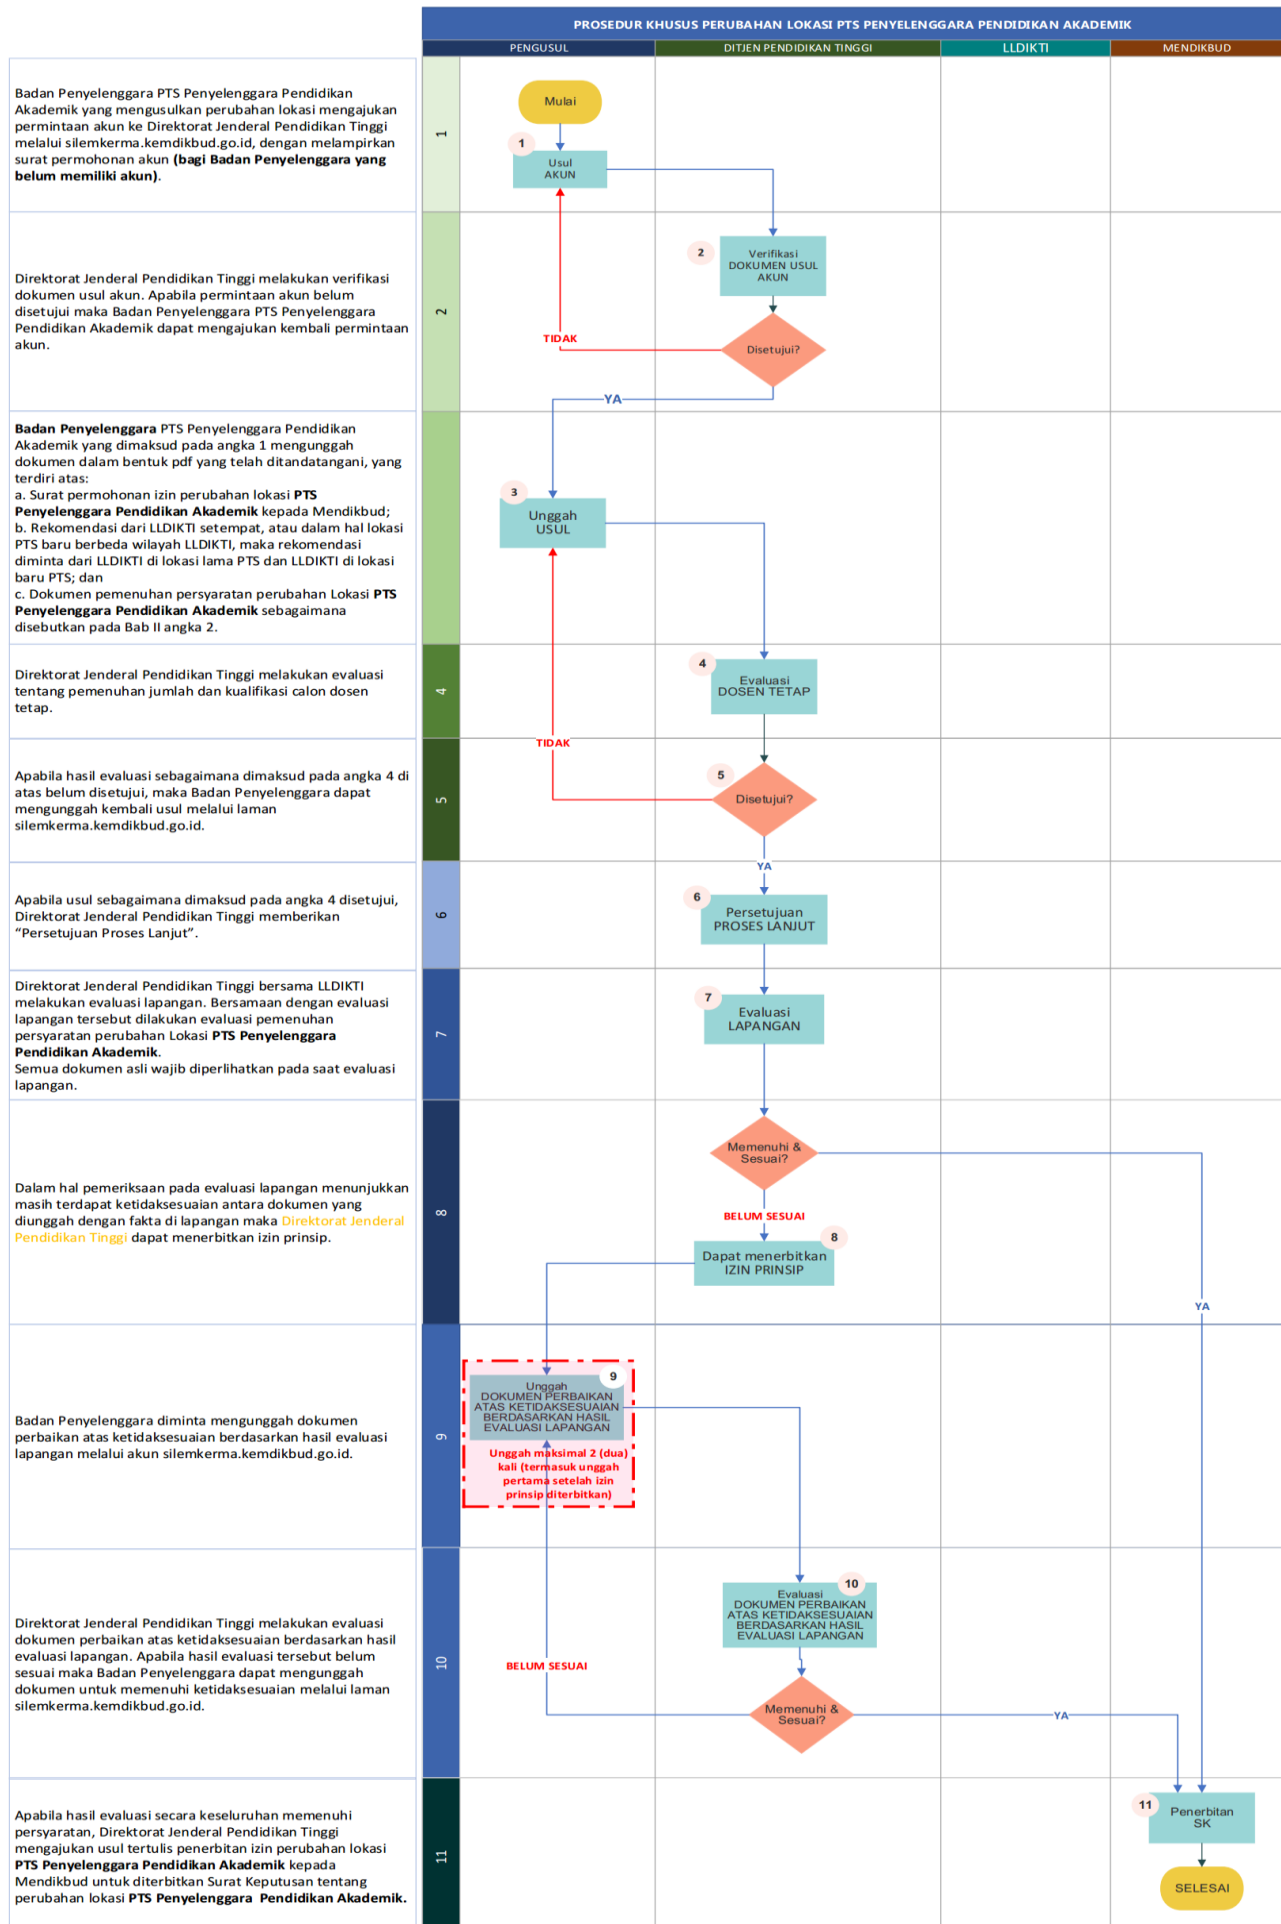 PROSEDUR KHUSUS PERUBAHAN LOKASI PTS PENYELENGGARA PENDIDIKAN AKADEMIK
PENGUSUL
DITJEN PENDIDIKAN TINGGI
LLDIKTI
MENDIKBUD
Badan Penyelenggara PTS Penyelenggara Pendidikan
Akademik yang mengusulkan perubahan lokasi mengajukan
permintaan akun ke Direktorat Jenderal Pendidikan Tinggi
melalui silemkerma.kemdikbud.go.id, dengan melampirkan
surat permohonan akun (bagi Badan Penyelenggara yang
belum memiliki akun).
1
Mulai
1
Usul
AKUN
Direktorat Jenderal Pendidikan Tinggi melakukan verifikasi
dokumen usul akun. Apabila permintaan akun belum
disetujui maka Badan Penyelenggara PTS Penyelenggara
Pendidikan Akademik dapat mengajukan kembali permintaan
akun.
2
2
Verifikasi
DOKUMEN USUL
AKUN
TIDAK
Disetujui?
YA
Badan Penyelenggara PTS Penyelenggara Pendidikan
Akademik yang dimaksud pada angka 1 mengunggah
dokumen dalam bentuk pdf yang telah ditandatangani, yang
terdiri atas:
a. Surat permohonan izin perubahan lokasi PTS
Penyelenggara Pendidikan Akademik kepada Mendikbud;
b. Rekomendasi dari LLDIKTI setempat, atau dalam hal lokasi
PTS baru berbeda wilayah LLDIKTI, maka rekomendasi
diminta dari LLDIKTI di lokasi lama PTS dan LLDIKTI di lokasi
baru PTS; dan
c. Dokumen pemenuhan persyaratan perubahan Lokasi PTS
Penyelenggara Pendidikan Akademik sebagaimana
disebutkan pada Bab II angka 2.
3
Unggah
USUL
Direktorat Jenderal Pendidikan Tinggi melakukan evaluasi
tentang pemenuhan jumlah dan kualifikasi calon dosen
tetap.
4
4
Evaluasi
DOSEN TETAP
TIDAK
Apabila hasil evaluasi sebagaimana dimaksud pada angka 4 di
atas belum disetujui, maka Badan Penyelenggara dapat
mengunggah kembali usul melalui laman
silemkerma.kemdikbud.go.id.
5
5
Disetujui?
YA
Apabila usul sebagaimana dimaksud pada angka 4 disetujui,
Direktorat Jenderal Pendidikan Tinggi memberikan
“Persetujuan Proses Lanjut”.
6
6
Persetujuan
PROSES LANJUT
Direktorat Jenderal Pendidikan Tinggi bersama LLDIKTI
melakukan evaluasi lapangan. Bersamaan dengan evaluasi
lapangan tersebut dilakukan evaluasi pemenuhan
persyaratan perubahan Lokasi PTS Penyelenggara
Pendidikan Akademik.
Semua dokumen asli wajib diperlihatkan pada saat evaluasi
lapangan.
7
7
Evaluasi
LAPANGAN
Dalam hal pemeriksaan pada evaluasi lapangan menunjukkan
masih terdapat ketidaksesuaian antara dokumen yang
diunggah dengan fakta di lapangan maka Direktorat Jenderal
Pendidikan Tinggi dapat menerbitkan izin prinsip.
8
Memenuhi &
Sesuai?
BELUM SESUAI
8
Dapat menerbitkan
IZIN PRINSIP
YA
Badan Penyelenggara diminta mengunggah dokumen
perbaikan atas ketidaksesuaian berdasarkan hasil evaluasi
lapangan melalui akun silemkerma.kemdikbud.go.id.
9
9
Unggah
DOKUMEN PERBAIKAN
ATAS KETIDAKSESUAIAN
BERDASARKAN HASIL
EVALUASI LAPANGAN
Unggah maksimal 2 (dua)
kali (termasuk unggah
pertama setelah izin
prinsip diterbitkan)
Direktorat Jenderal Pendidikan Tinggi melakukan evaluasi
dokumen perbaikan atas ketidaksesuaian berdasarkan hasil
evaluasi lapangan. Apabila hasil evaluasi tersebut belum
sesuai maka Badan Penyelenggara dapat mengunggah
dokumen untuk memenuhi ketidaksesuaian melalui laman
silemkerma.kemdikbud.go.id.
10
10
Evaluasi
DOKUMEN PERBAIKAN
ATAS KETIDAKSESUAIAN
BERDASARKAN HASIL
EVALUASI LAPANGAN
BELUM SESUAI
Memenuhi &
Sesuai?
YA
Apabila hasil evaluasi secara keseluruhan memenuhi
persyaratan, Direktorat Jenderal Pendidikan Tinggi
mengajukan usul tertulis penerbitan izin perubahan lokasi
PTS Penyelenggara Pendidikan Akademik kepada
Mendikbud untuk diterbitkan Surat Keputusan tentang
perubahan lokasi PTS Penyelenggara Pendidikan Akademik.
11
11
Penerbitan
SK
SELESAI